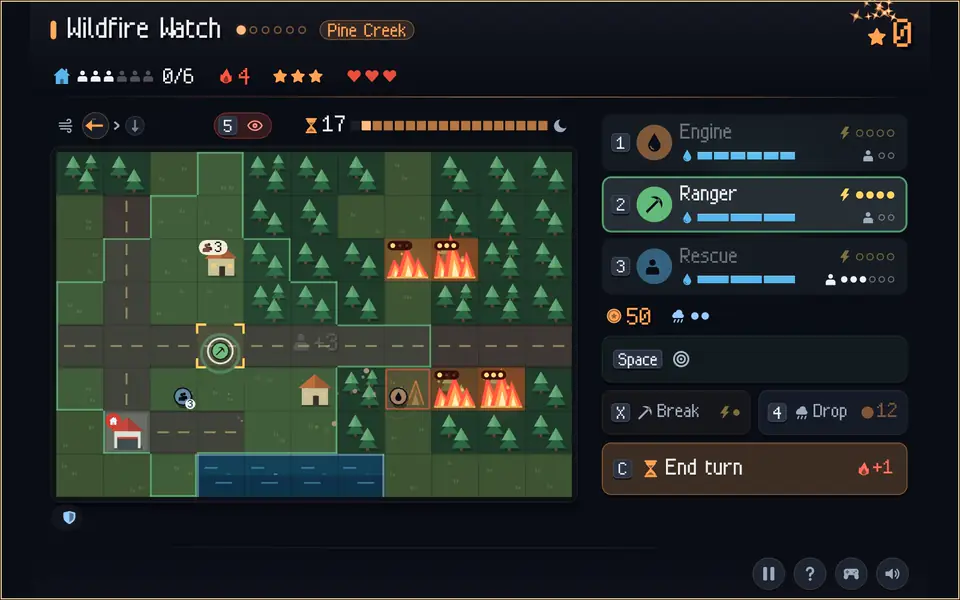 Wildfire Watch
Pine Creek
0
0/6
4
5
17
1 Engine
2 Ranger
3 Rescue
3
+3
3
50
Space
X Break
4 Drop 12
C End turn +1
?